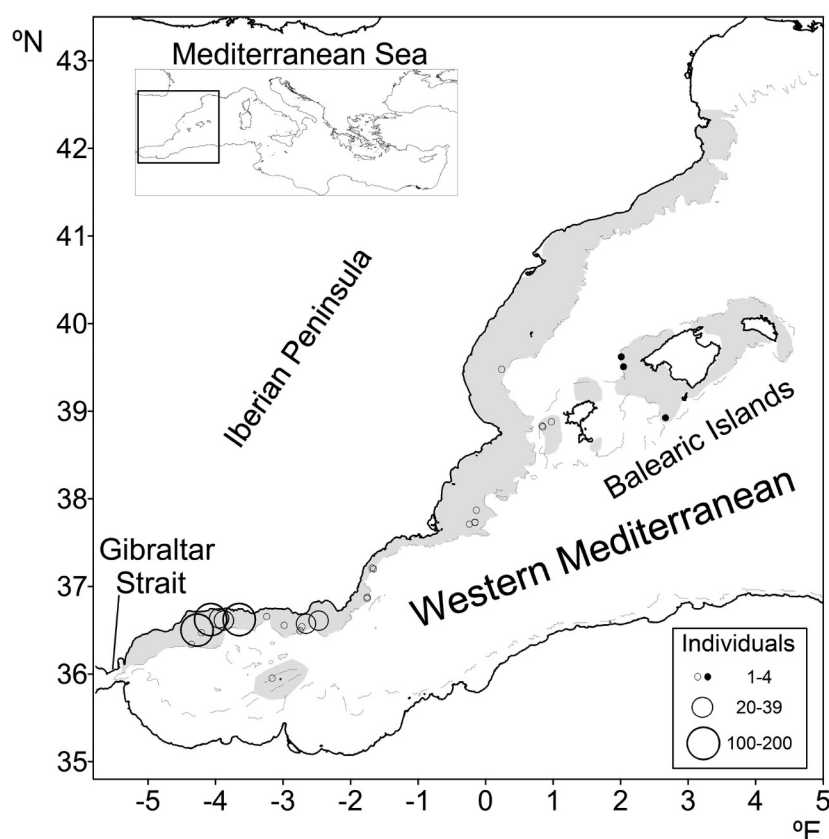 ºN
Mediterranean Sea
43
42
41
40
39
38
37
36
35
Iberian Peninsula
Balearic Islands
Western Mediterranean
Gibraltar
Strait
Individuals
1-4
20-39
100-200
-5 -4 -3 -2 -1 0 1 2 3 4 5
ºE